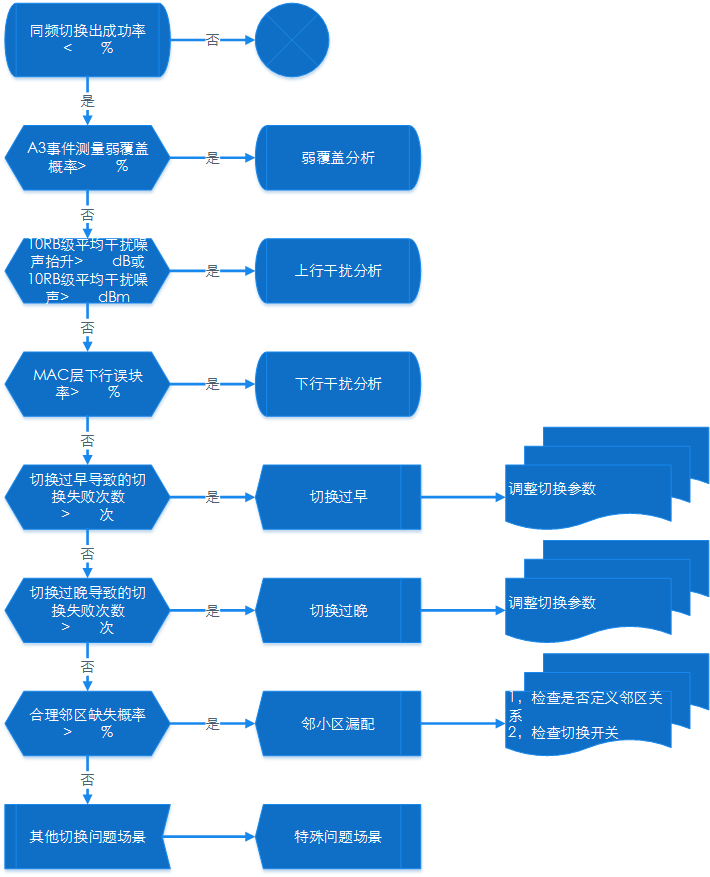 同频切换出成功率
< %
否
是
A3事件测量弱覆盖
概率> %
是
弱覆盖分析
否
10RB级平均干扰噪
声抬升> dB或
10RB级平均干扰噪
声> dBm
是
上行干扰分析
否
MAC层下行误块
率> %
是
下行干扰分析
否
切换过早导致的切
换失败次数
> 次
是
切换过早
调整切换参数
否
切换过晚导致的切
换失败次数
> 次
是
切换过晚
调整切换参数
否
合理邻区缺失概率
> %
是
邻小区漏配
1，检查是否定义邻区关
系
2，检查切换开关
否
其他切换问题场景
特殊问题场景